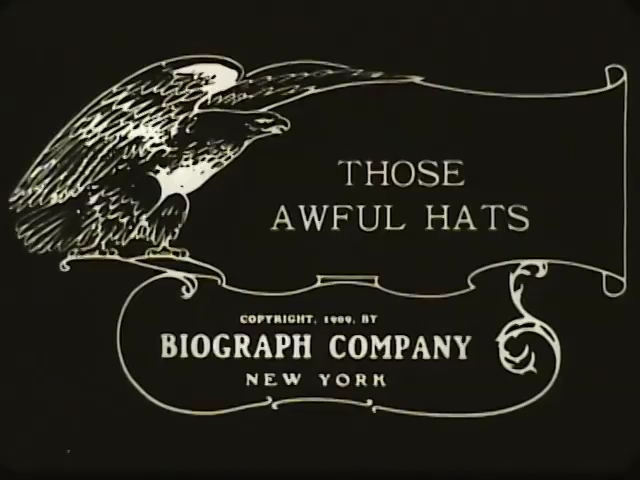 THOSE
AWFUL HATS
COPYRIGHT, 1909, BY
BIOGRAPH COMPANY
NEW YORK